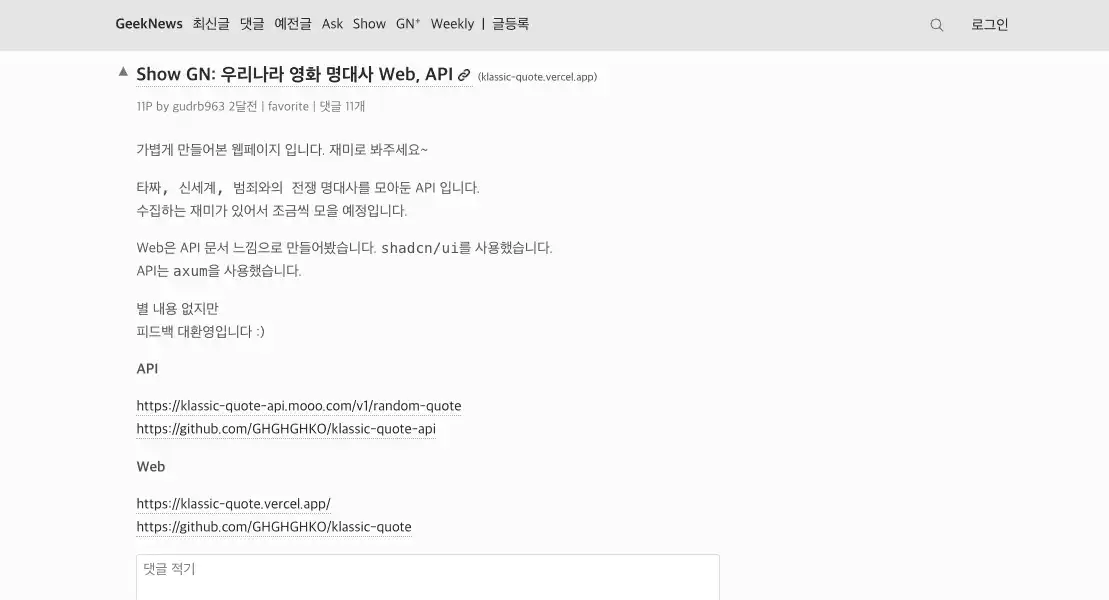 GeekNews 최신글 댓글 예전글 Ask Show GN⁺ Weekly | 글등록 로그인
▲ Show GN: 우리나라 영화 명대사 Web, API (klassic-quote.vercel.app)
11P by gudrb963 2달전 | favorite | 댓글 11개
가볍게 만들어본 웹페이지 입니다. 재미로 봐주세요~
타짜, 신세계, 범죄와의 전쟁 명대사를 모아둔 API 입니다.
수집하는 재미가 있어서 조금씩 모을 예정입니다.
Web은 API 문서 느낌으로 만들어봤습니다. shadcn/ui를 사용했습니다.
API는 axum을 사용했습니다.
별 내용 없지만
피드백 대환영입니다 :)
API
https://klassic-quote-api.mooo.com/v1/random-quote
https://github.com/GHGHGHKO/klassic-quote-api
Web
https://klassic-quote.vercel.app/
https://github.com/GHGHGHKO/klassic-quote
댓글 적기